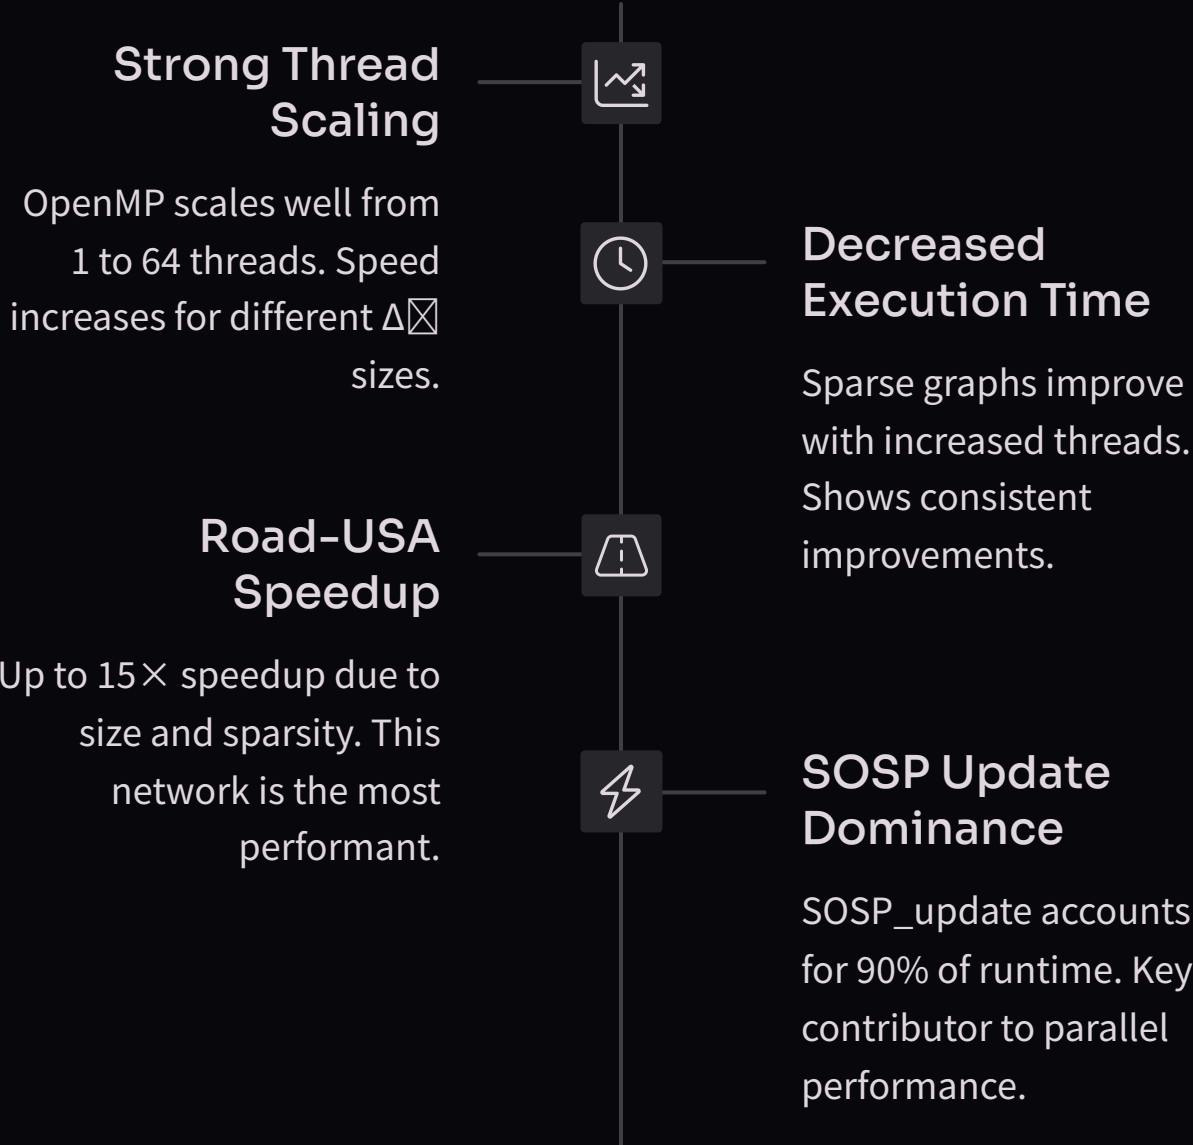 Strong Thread
Scaling
OpenMP scales well from
1 to 64 threads. Speed
increases for different Δ
sizes.
Decreased
Execution Time
Sparse graphs improve
with increased threads.
Shows consistent
improvements.
Road-USA
Speedup
Up to 15× speedup due to
size and sparsity. This
network is the most
performant.
SOSP Update
Dominance
SOSP_update accounts
for 90% of runtime. Key
contributor to parallel
performance.